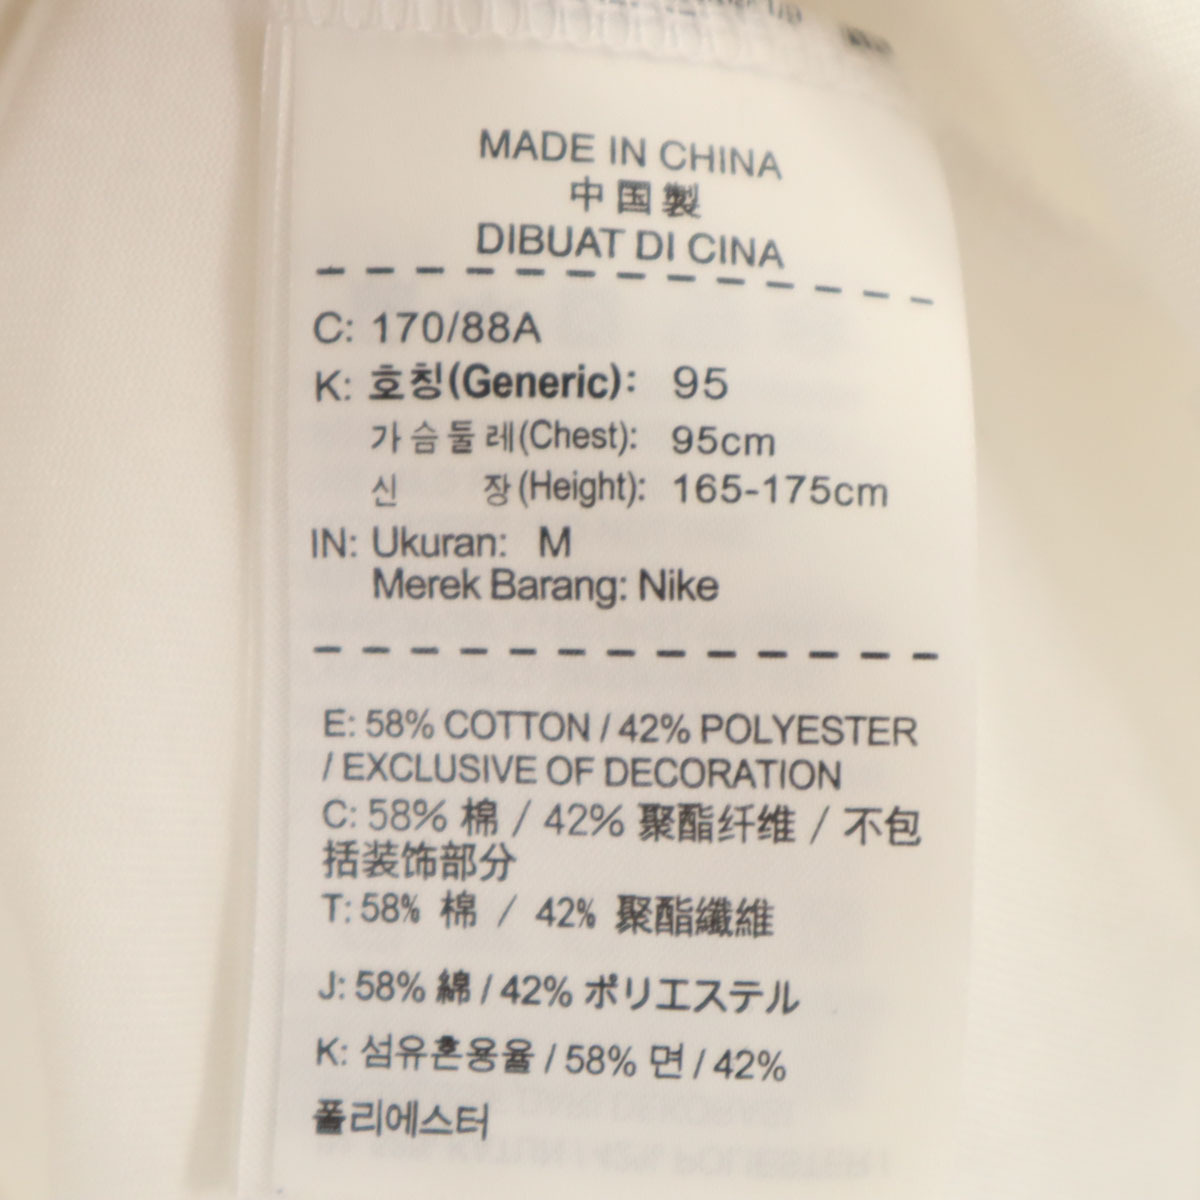 MADE IN CHINA
中国製
DIBUAT DI CINA
C: 170/88A
K: 호칭(Generic): 95
가슴둘레(Chest): 95cm
신 장(Height): 165-175cm
IN: Ukuran: M
Merek Barang: Nike
E: 58% COTTON / 42% POLYESTER
/ EXCLUSIVE OF DECORATION
C: 58% 棉 / 42% 聚酯纤维 / 不包
括装饰部分
T: 58% 棉 / 42% 聚酯纖維
J: 58% 綿 / 42% ポリエステル
K: 섬유혼용율 / 58% 면 / 42%
폴리에스터